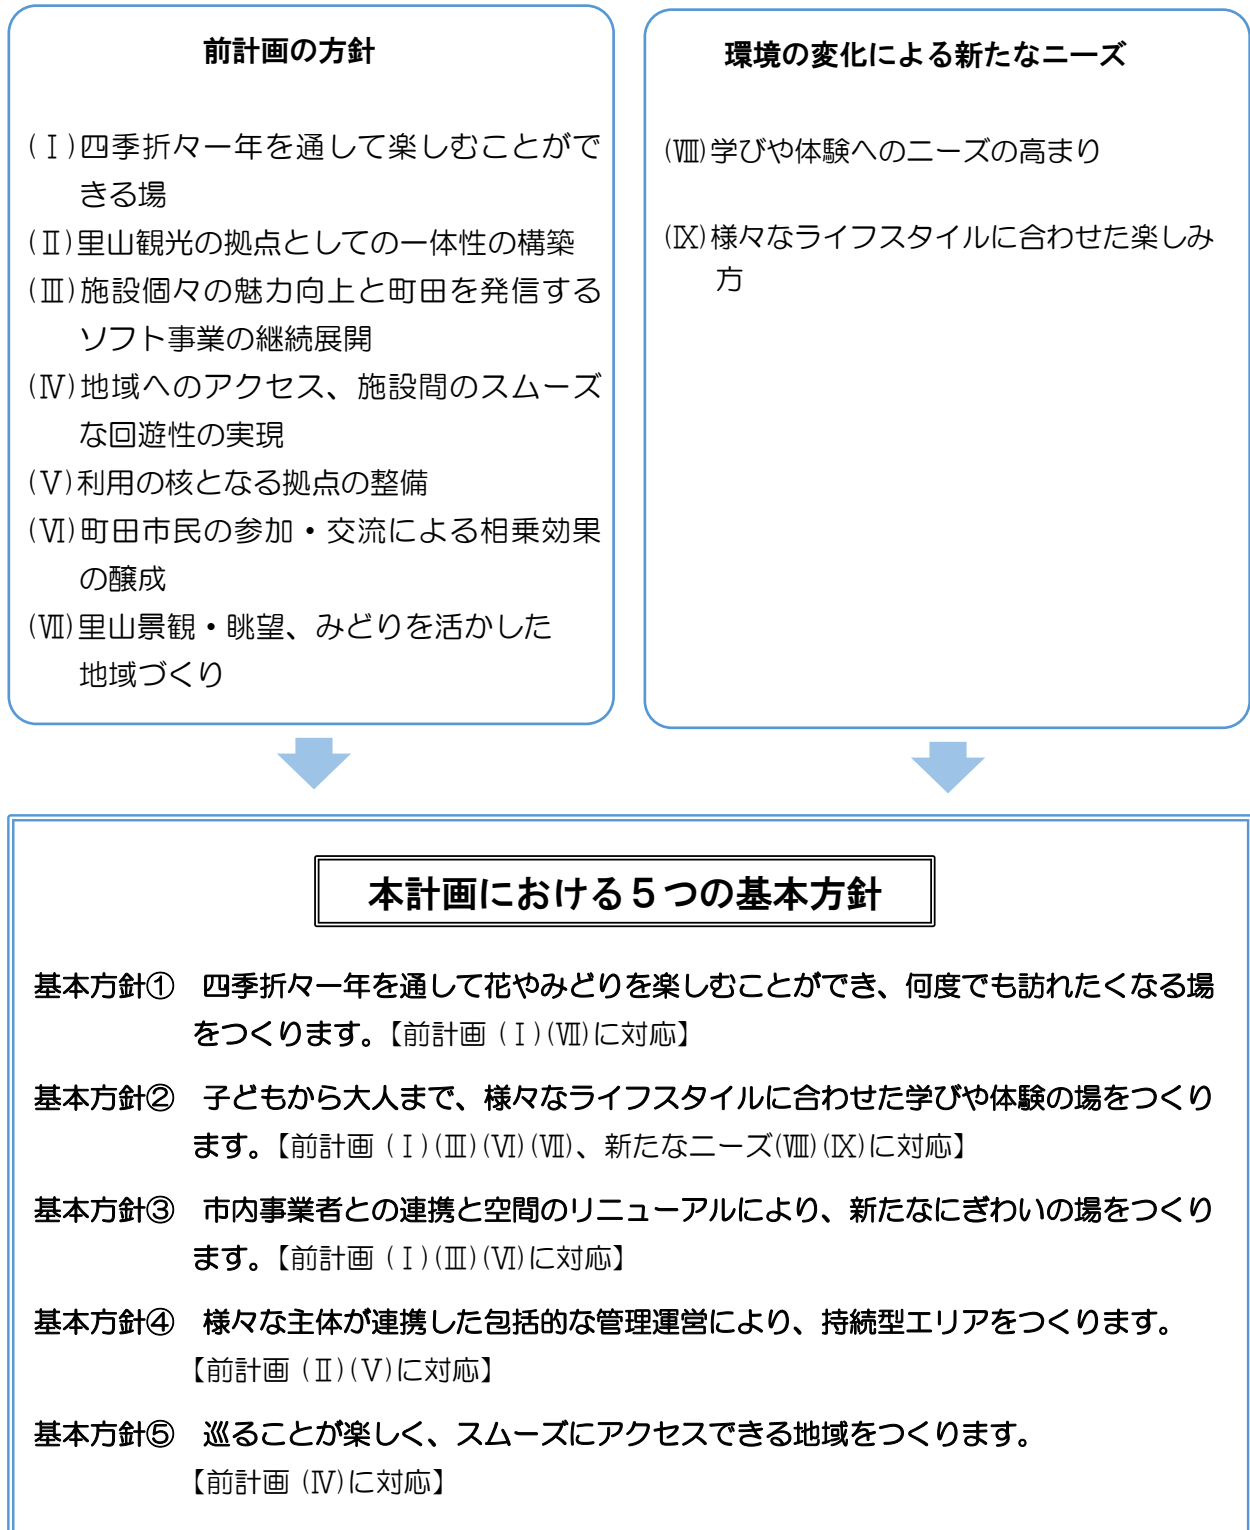 前計画の方針
(Ⅰ)四季折々一年を通して楽しむことがで
きる場
(Ⅱ)里山観光の拠点としての一体性の構築
(Ⅲ)施設個々の魅力向上と町田を発信する
ソフト事業の継続展開
(Ⅳ)地域へのアクセス、施設間のスムーズ
な回遊性の実現
(Ⅴ)利用の核となる拠点の整備
(Ⅵ)町田市民の参加・交流による相乗効果
の醸成
(Ⅶ)里山景観・眺望、みどりを活かした
地域づくり
環境の変化による新たなニーズ
(Ⅷ)学びや体験へのニーズの高まり
(Ⅸ)様々なライフスタイルに合わせた楽しみ
方
本計画における5つの基本方針
基本方針① 四季折々一年を通して花やみどりを楽しむことができ、何度でも訪れたくなる場
をつくります。【前計画(Ⅰ)(Ⅶ)に対応】
基本方針② 子どもから大人まで、様々なライフスタイルに合わせた学びや体験の場をつくり
ます。【前計画(Ⅰ)(Ⅲ)(Ⅵ)(Ⅶ)、新たなニーズ(Ⅷ)(Ⅸ)に対応】
基本方針③ 市内事業者との連携と空間のリニューアルにより、新たなにぎわいの場をつくり
ます。【前計画(Ⅰ)(Ⅲ)(Ⅵ)に対応】
基本方針④ 様々な主体が連携した包括的な管理運営により、持続型エリアをつくります。
【前計画(Ⅱ)(Ⅴ)に対応】
基本方針⑤ 巡ることが楽しく、スムーズにアクセスできる地域をつくります。
【前計画(Ⅳ)に対応】